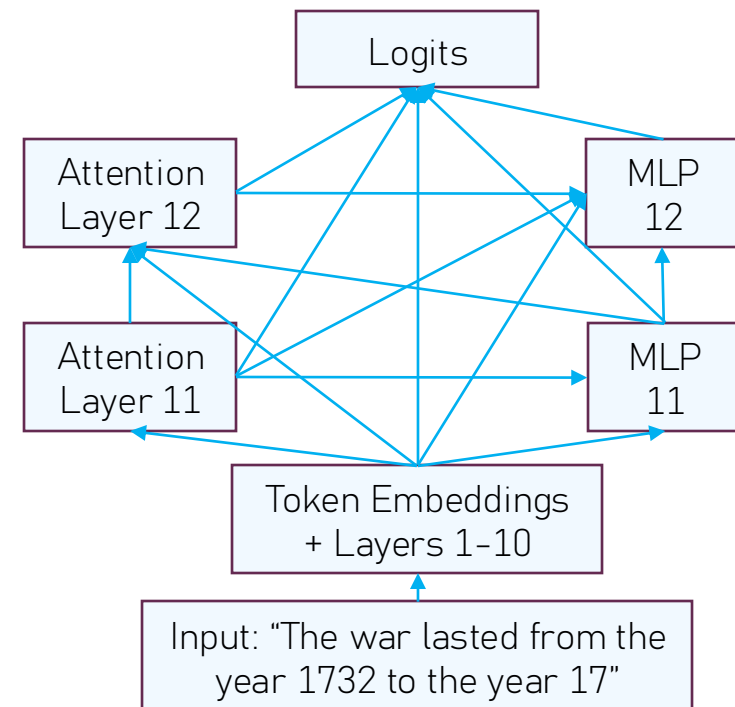 Logits
Attention
Layer 12
MLP
12
Attention
Layer 11
MLP
11
Token Embeddings
+ Layers 1-10
Input: “The war lasted from the
year 1732 to the year 17”